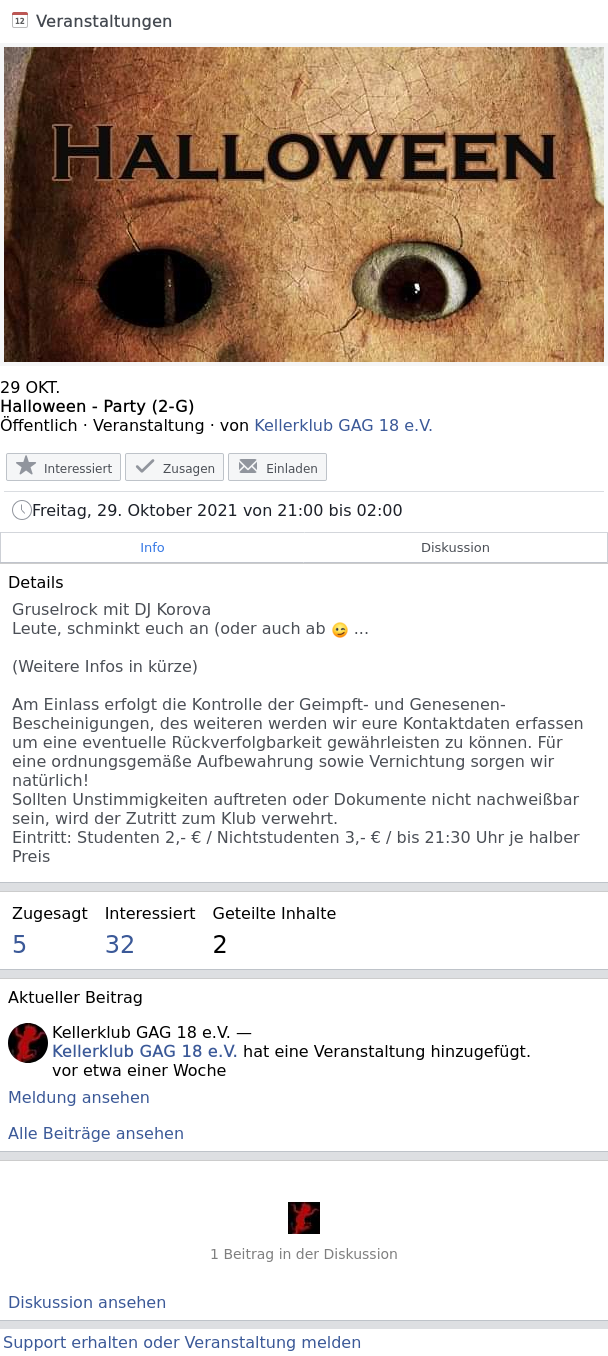 12 Veranstaltungen
HALLOWEEN
29 OKT.
Halloween - Party (2-G)
Öffentlich · Veranstaltung · von Kellerklub GAG 18 e.V.
Interessiert Zusagen Einladen
Freitag, 29. Oktober 2021 von 21:00 bis 02:00
Info Diskussion
Details
Gruselrock mit DJ Korova
Leute, schminkt euch an (oder auch ab 😉 ...
(Weitere Infos in kürze)
Am Einlass erfolgt die Kontrolle der Geimpft- und Genesenen-
Bescheinigungen, des weiteren werden wir eure Kontaktdaten erfassen
um eine eventuelle Rückverfolgbarkeit gewährleisten zu können. Für
eine ordnungsgemäße Aufbewahrung sowie Vernichtung sorgen wir
natürlich!
Sollten Unstimmigkeiten auftreten oder Dokumente nicht nachweißbar
sein, wird der Zutritt zum Klub verwehrt.
Eintritt: Studenten 2,- € / Nichtstudenten 3,- € / bis 21:30 Uhr je halber
Preis
Zugesagt Interessiert Geteilte Inhalte
5 32 2
Aktueller Beitrag
Kellerklub GAG 18 e.V. —
Kellerklub GAG 18 e.V. hat eine Veranstaltung hinzugefügt.
vor etwa einer Woche
Meldung ansehen
Alle Beiträge ansehen
1 Beitrag in der Diskussion
Diskussion ansehen
Support erhalten oder Veranstaltung melden